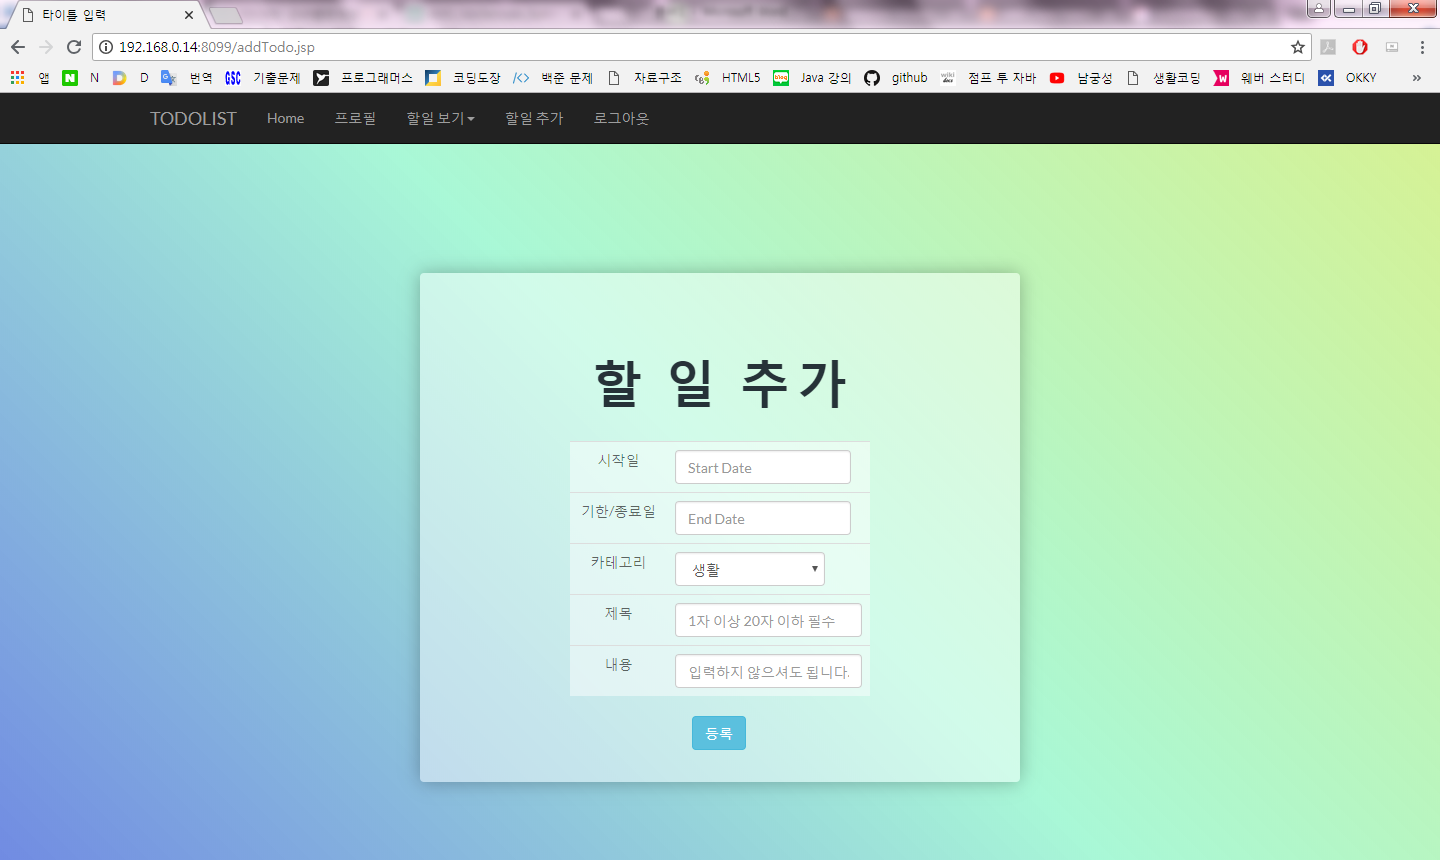 타이틀 입력
192.168.0.14:8099/addTodo.jsp
앱 N N D 번역 CSC 기출문제 프로그래머스 코딩도장 백준 문제 자료구조 HTML5 blog Java 강의 github wiki docs 점프 투 자바 남궁성 생활코딩 W 웨버 스터디 OKKY »
TODOLIST Home 프로필 할일 보기 할일 추가 로그아웃
할 일 추가
시작일 Start Date
기한/종료일 End Date
카테고리 생활
제목 1자 이상 20자 이하 필수
내용 입력하지 않으셔도 됩니다.
등록